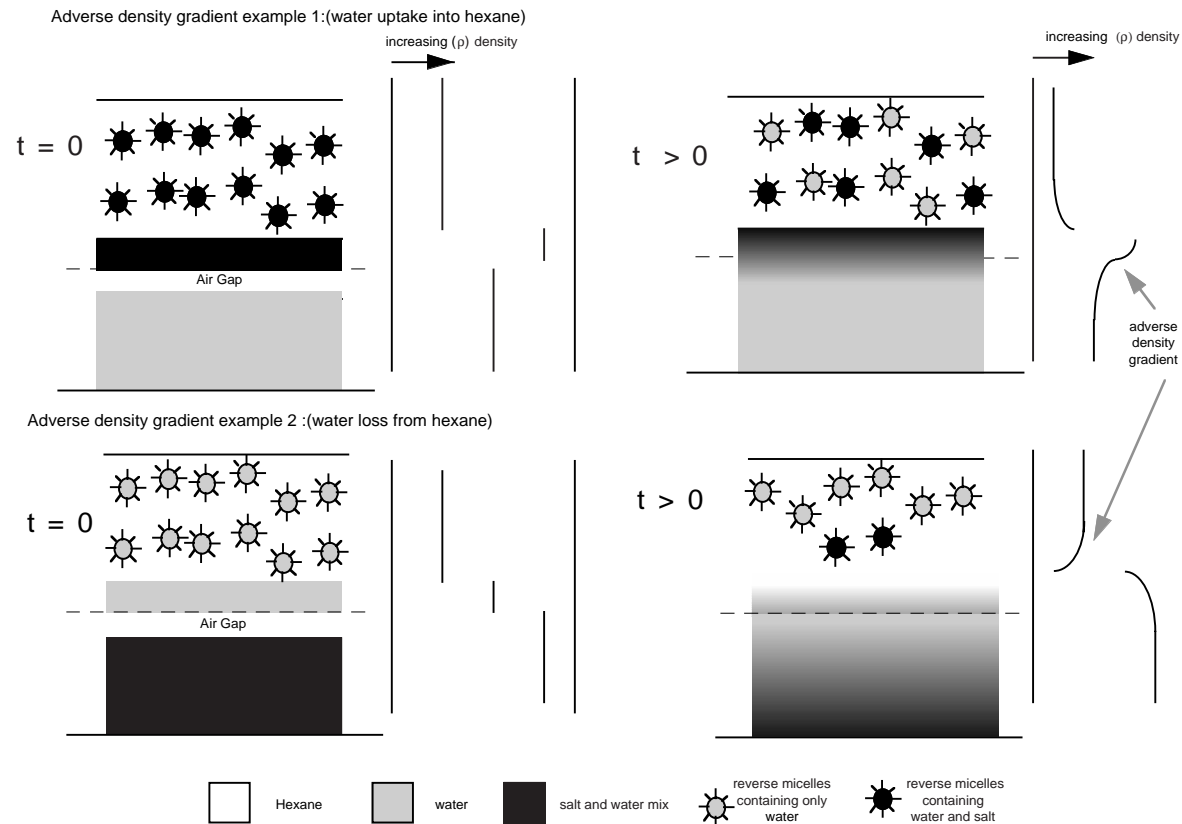 Adverse density gradient example 1:(water uptake into hexane)
increasing (ρ) density
increasing (ρ) density
t = 0
t > 0
Air Gap
adverse
density
gradient
Adverse density gradient example 2 :(water loss from hexane)
t = 0
t > 0
Air Gap
Hexane
water
salt and water mix
reverse micelles
containing only
water
reverse micelles
containing
water and salt